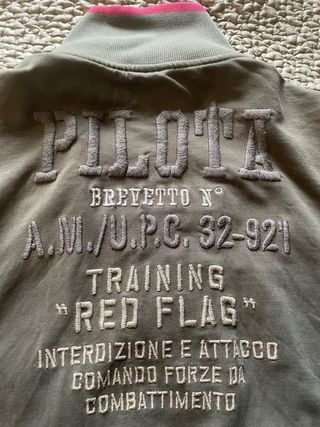 PILOTA
BREVETTO N°
A.M./U.P.C. 32-921
TRAINING
"RED FLAG"
INTERDIZIONE E ATTACCO
COMANDO FORZE DA
COMBATTIMENTO